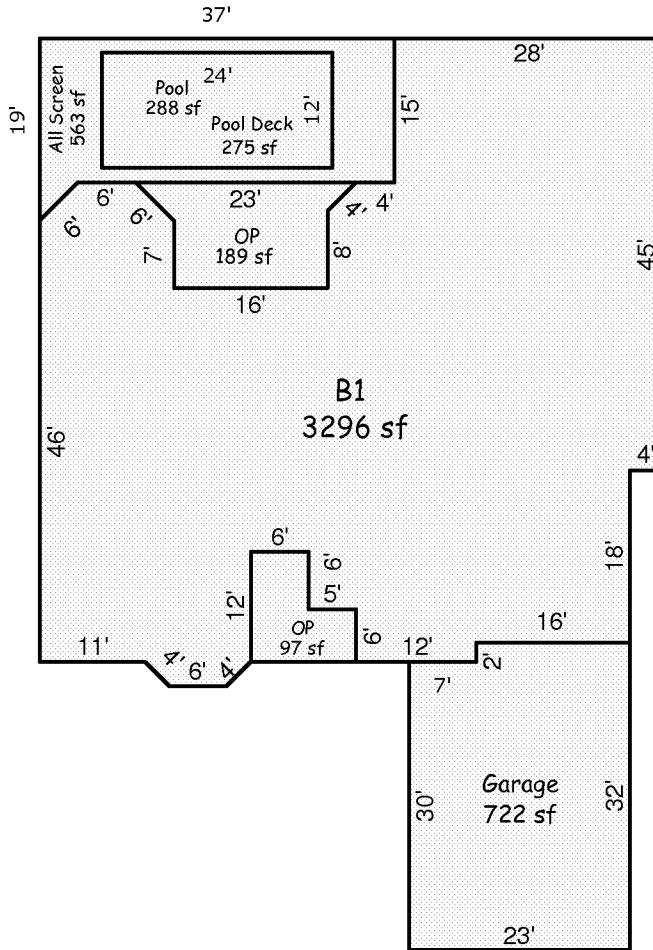 37'
28'
19'
All Screen
563 sf
24'
Pool
288 sf
12'
Pool Deck
275 sf
15'
6'
6'
6'
23'
4'
4'
7'
OP
189 sf
8'
16'
45'
B1
3296 sf
46'
4'
6'
6'
18'
12'
5'
OP
97 sf
6'
12'
16'
2'
11'
4'
6'
4'
7'
Garage
722 sf
30'
32'
23'